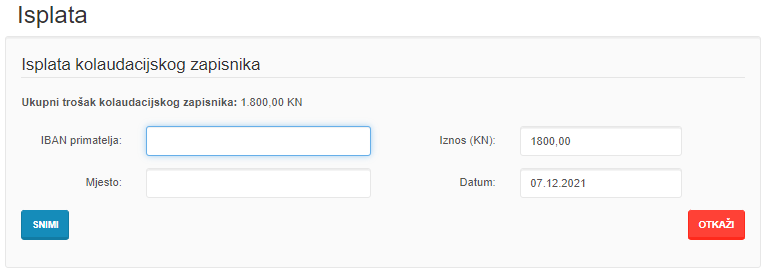 Isplata
Isplata kolaudacijskog zapisnika
Ukupni trošak kolaudacijskog zapisnika: 1.800,00 KN
IBAN primatelja: Iznos (KN): 1800,00
Mjesto: Datum: 07.12.2021
SNIMI OTKAŽI